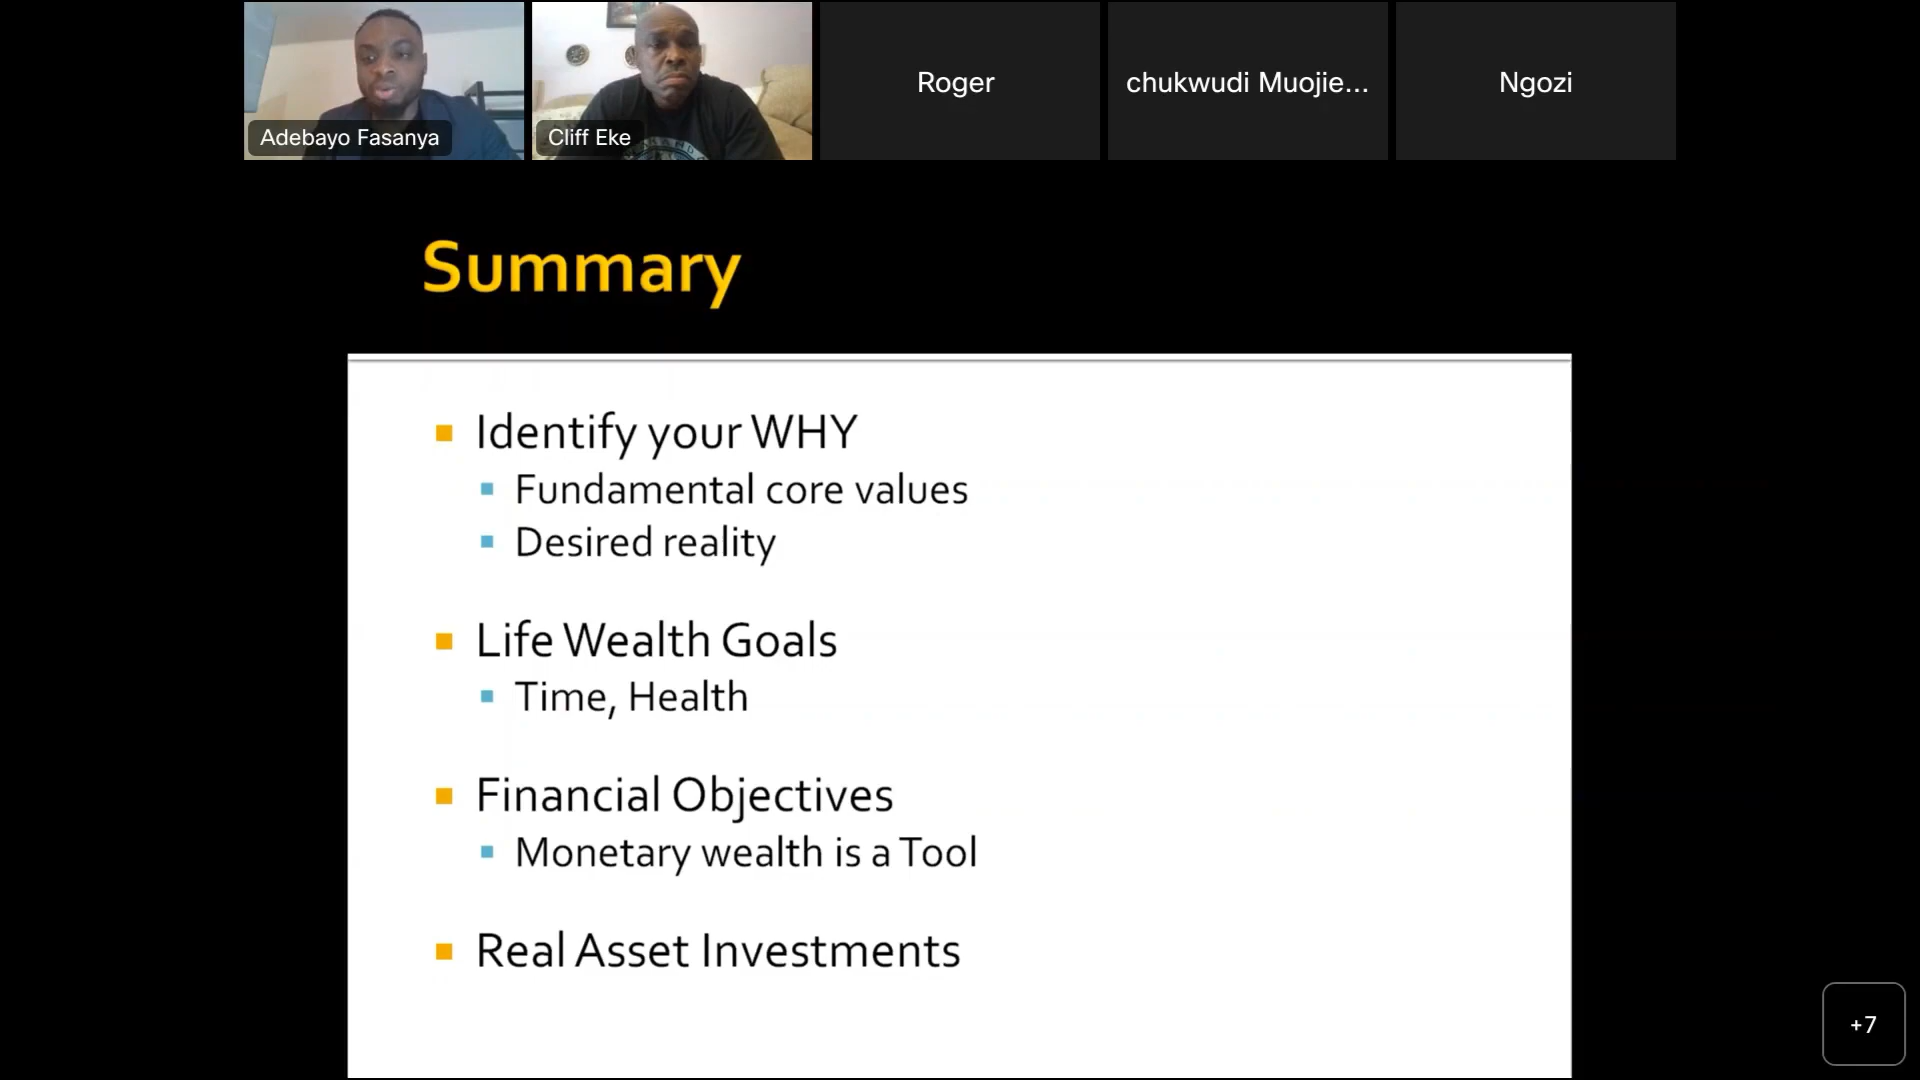 Adebayo Fasanya
Cliff Eke
Roger
chukwudi Muojie...
Ngozi
Summary
Identify your WHY
Fundamental core values
Desired reality
Life Wealth Goals
Time, Health
Financial Objectives
Monetary wealth is a Tool
Real Asset Investments
+7